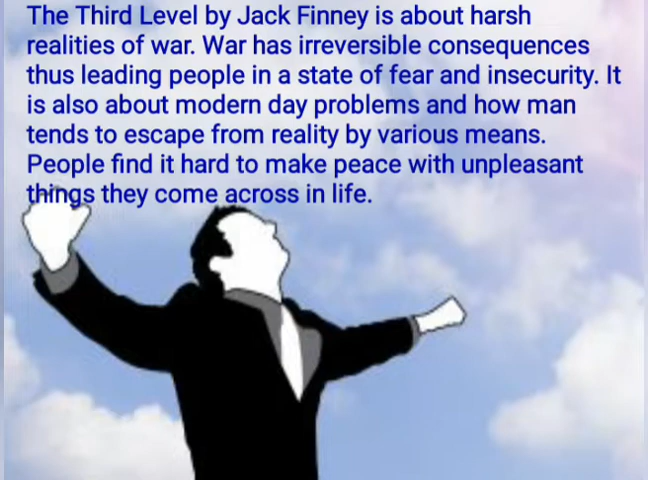 The Third Level by Jack Finney is about harsh
realities of war. War has irreversible consequences
thus leading people in a state of fear and insecurity. It
is also about modern day problems and how man
tends to escape from reality by various means.
People find it hard to make peace with unpleasant
things they come across in life.